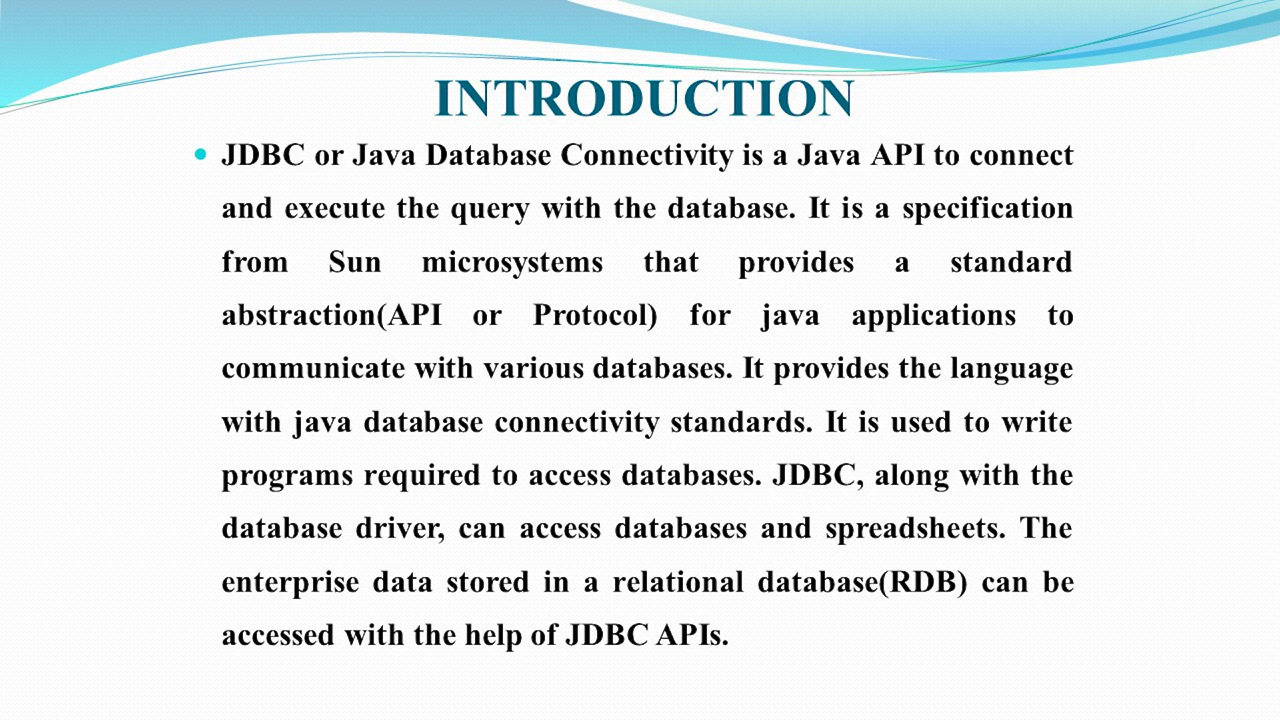 INTRODUCTION
• JDBC or Java Database Connectivity is a Java API to connect
and execute the query with the database. It is a specification
from Sun microsystems that provides a standard
abstraction(API or Protocol) for java applications to
communicate with various databases. It provides the language
with java database connectivity standards. It is used to write
programs required to access databases. JDBC, along with the
database driver, can access databases and spreadsheets. The
enterprise data stored in a relational database(RDB) can be
accessed with the help of JDBC APIs.